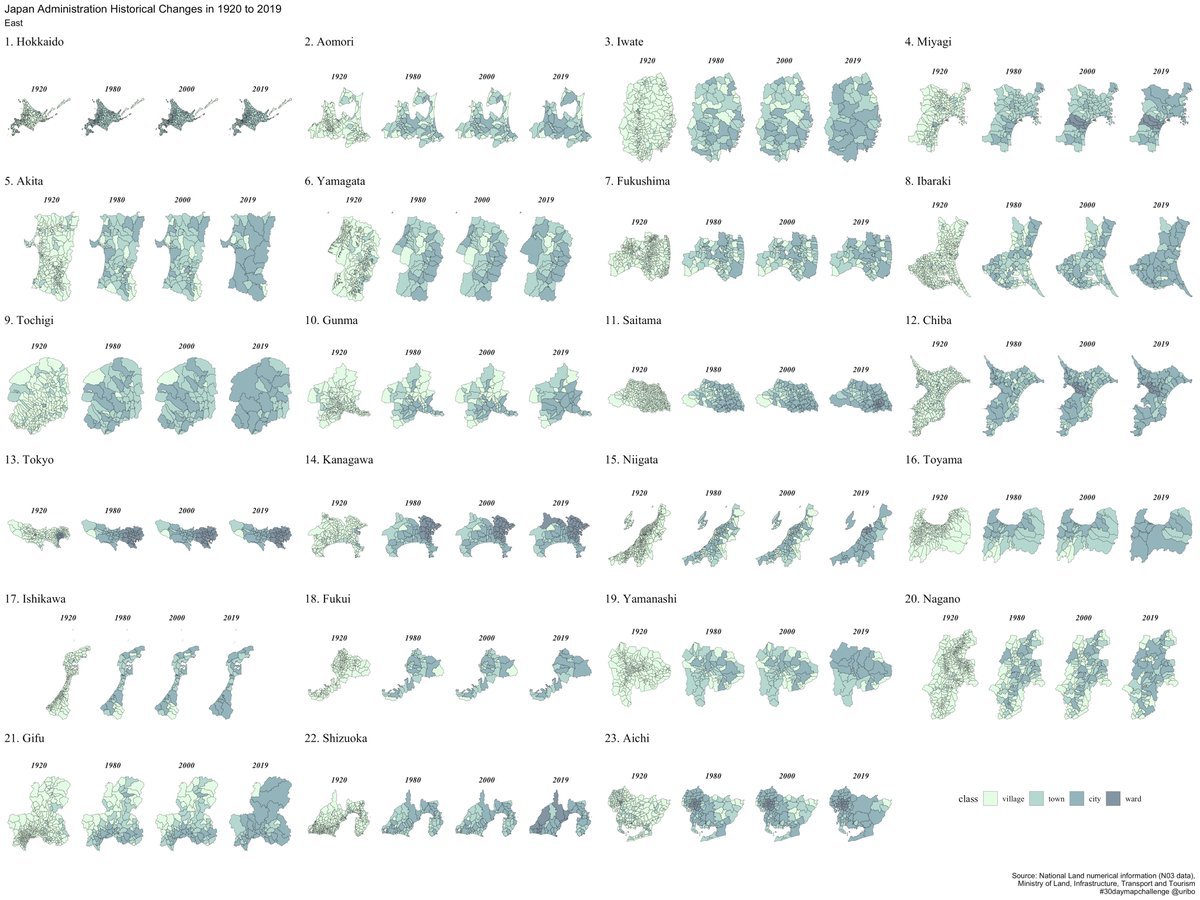 Japan Administration Historical Changes in 1920 to 2019
East
1. Hokkaido
1920 1980 2000 2019
2. Aomori
1920 1980 2000 2019
3. Iwate
1920 1980 2000 2019
4. Miyagi
1920 1980 2000 2019
5. Akita
1920 1980 2000 2019
6. Yamagata
1920 1980 2000 2019
7. Fukushima
1920 1980 2000 2019
8. Ibaraki
1920 1980 2000 2019
9. Tochigi
1920 1980 2000 2019
10. Gunma
1920 1980 2000 2019
11. Saitama
1920 1980 2000 2019
12. Chiba
1920 1980 2000 2019
13. Tokyo
1920 1980 2000 2019
14. Kanagawa
1920 1980 2000 2019
15. Niigata
1920 1980 2000 2019
16. Toyama
1920 1980 2000 2019
17. Ishikawa
1920 1980 2000 2019
18. Fukui
1920 1980 2000 2019
19. Yamanashi
1920 1980 2000 2019
20. Nagano
1920 1980 2000 2019
21. Gifu
1920 1980 2000 2019
22. Shizuoka
1920 1980 2000 2019
23. Aichi
1920 1980 2000 2019
class village town city ward
Source: National Land numerical information (N03 data),
Ministry of Land, Infrastructure, Transport and Tourism
#30daymapchallenge @uribo